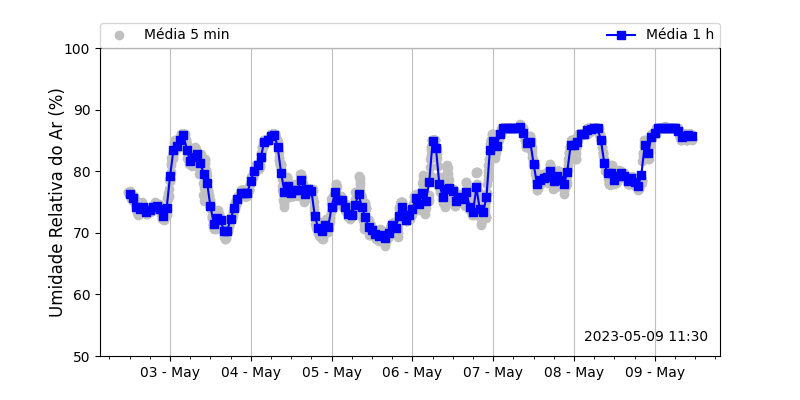 Média 5 min Média 1 h
100
90
80
70
60
50
Umidade Relativa do Ar (%)
2023-05-09 11:30
03 - May 04 - May 05 - May 06 - May 07 - May 08 - May 09 - May